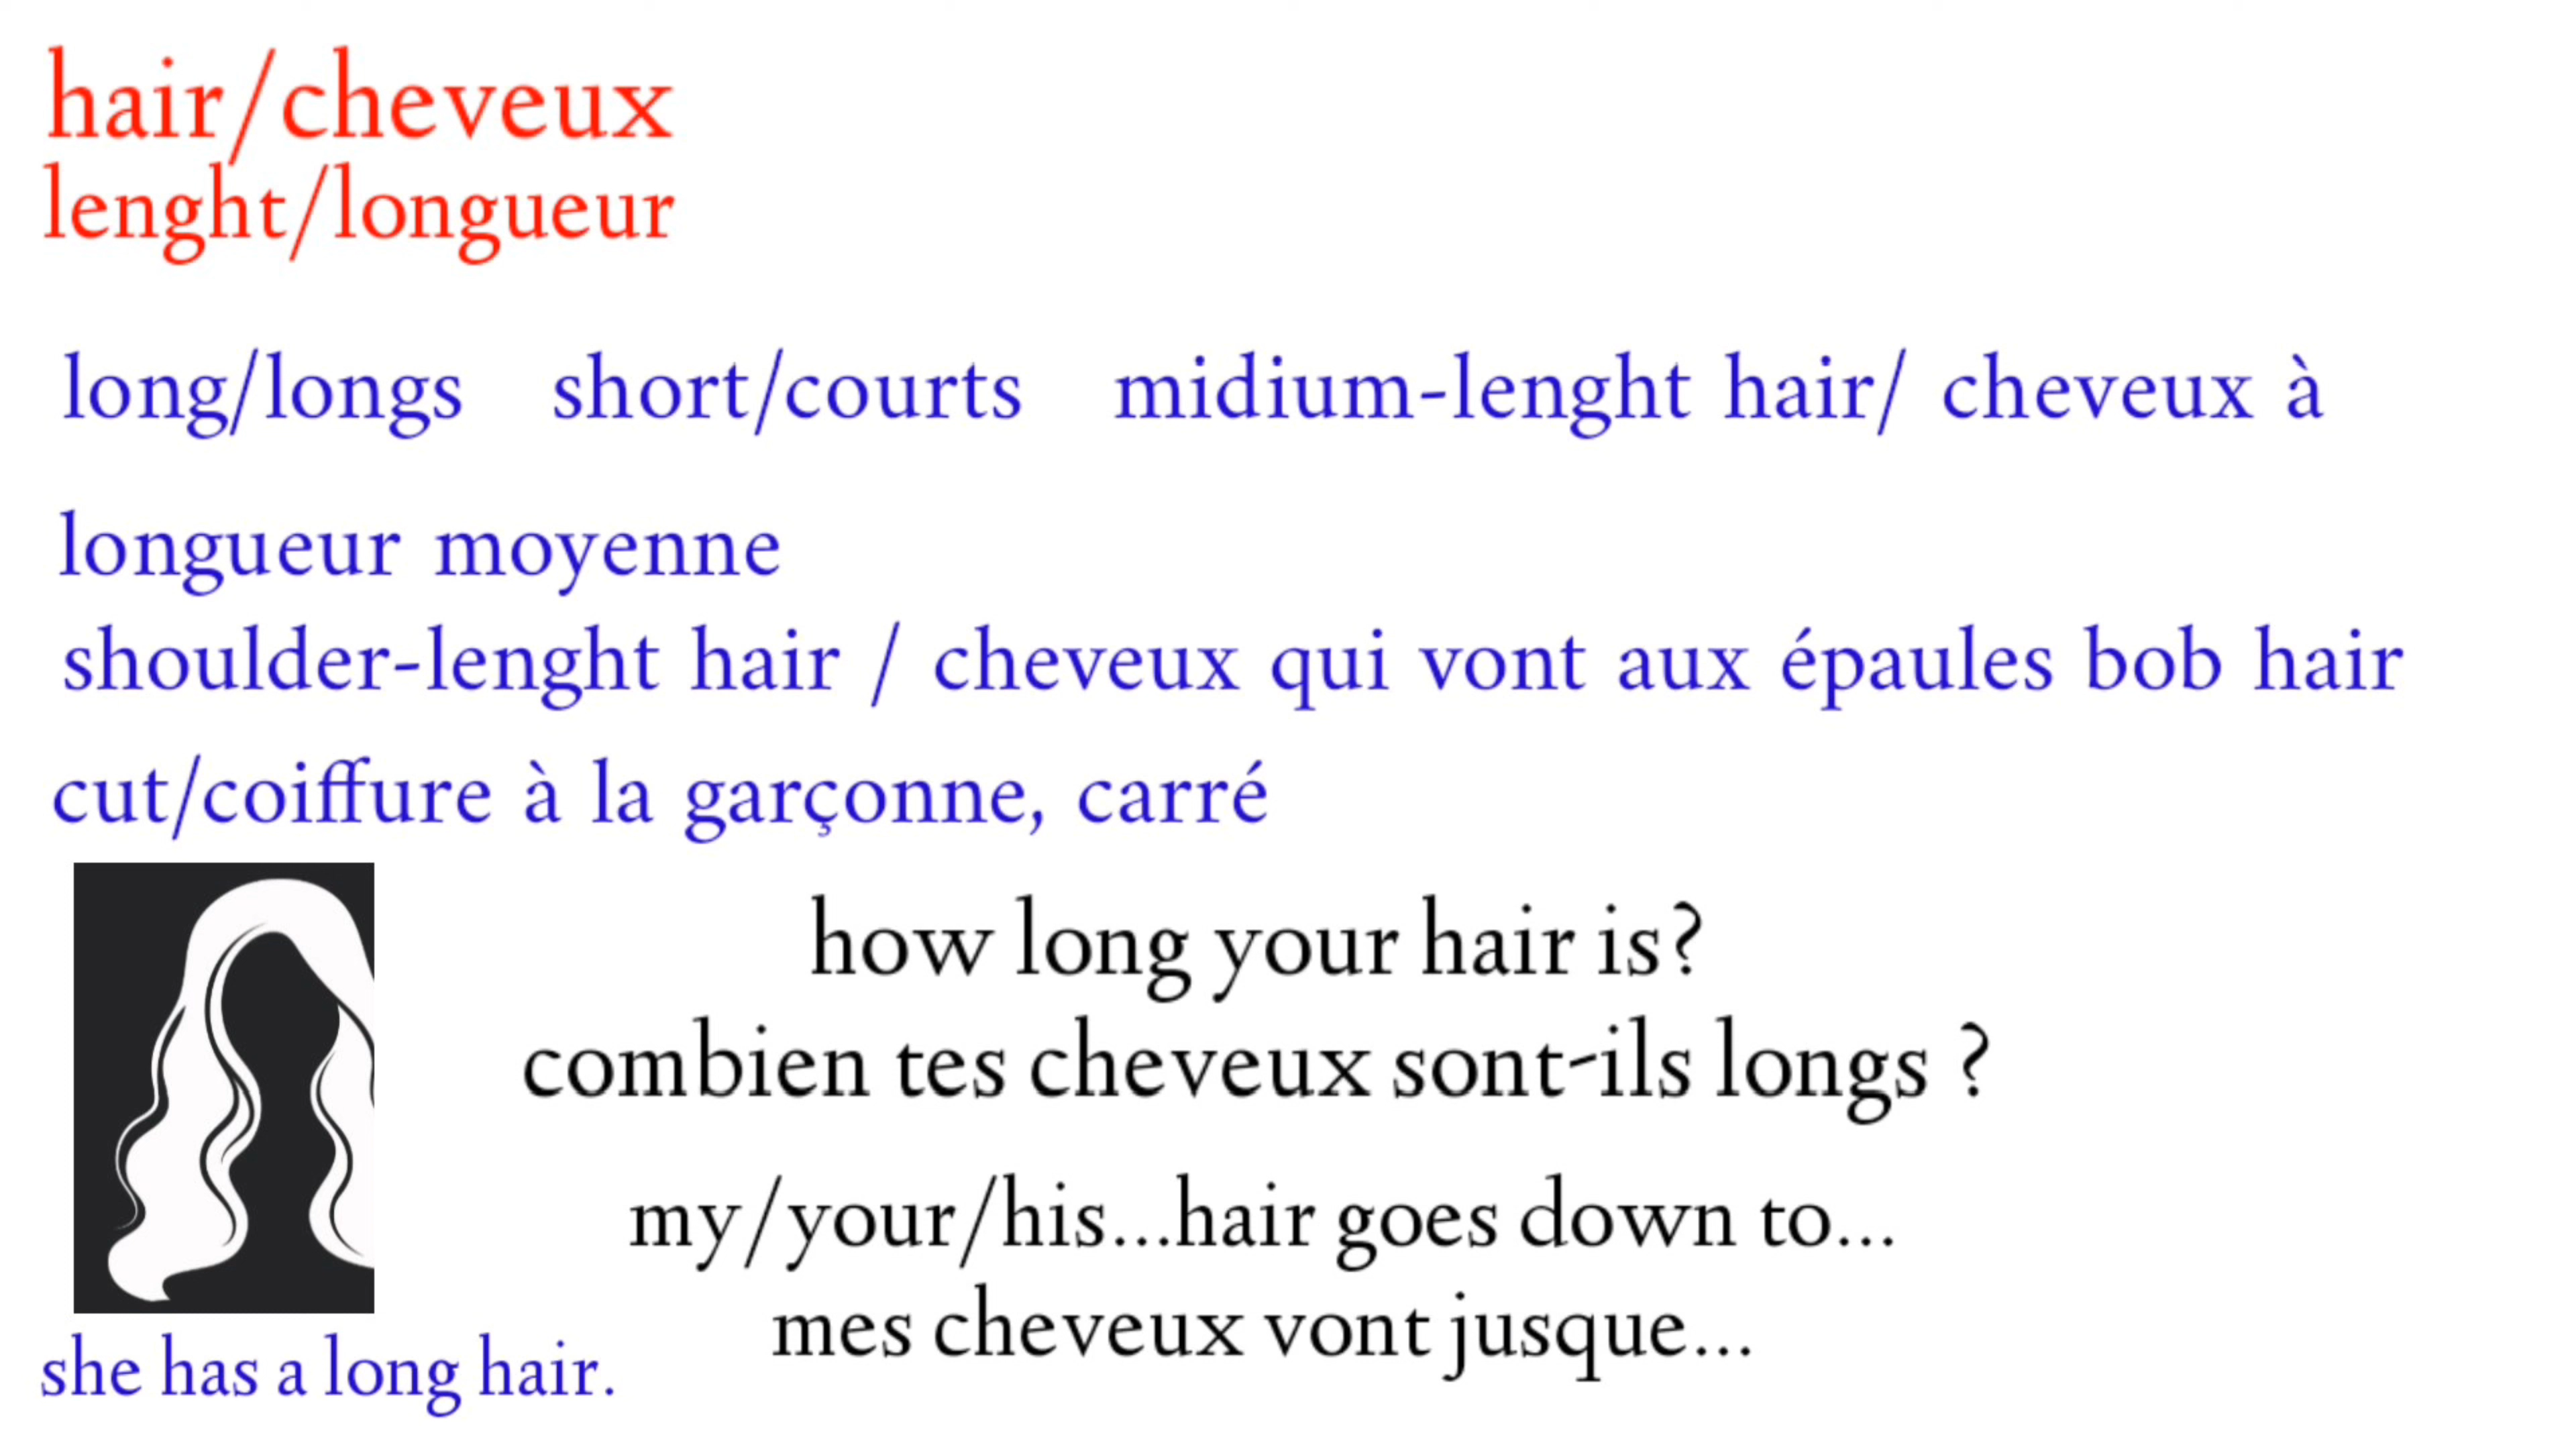 hair/cheveux
lenght/longueur
long/longs short/courts midium-lenght hair/ cheveux à
longueur moyenne
shoulder-lenght hair / cheveux qui vont aux épaules bob hair
cut/coiffure à la garçonne, carré
how long your hair is?
combien tes cheveux sont-ils longs ?
my/your/his...hair goes down to...
mes cheveux vont jusque...
she has a long hair.